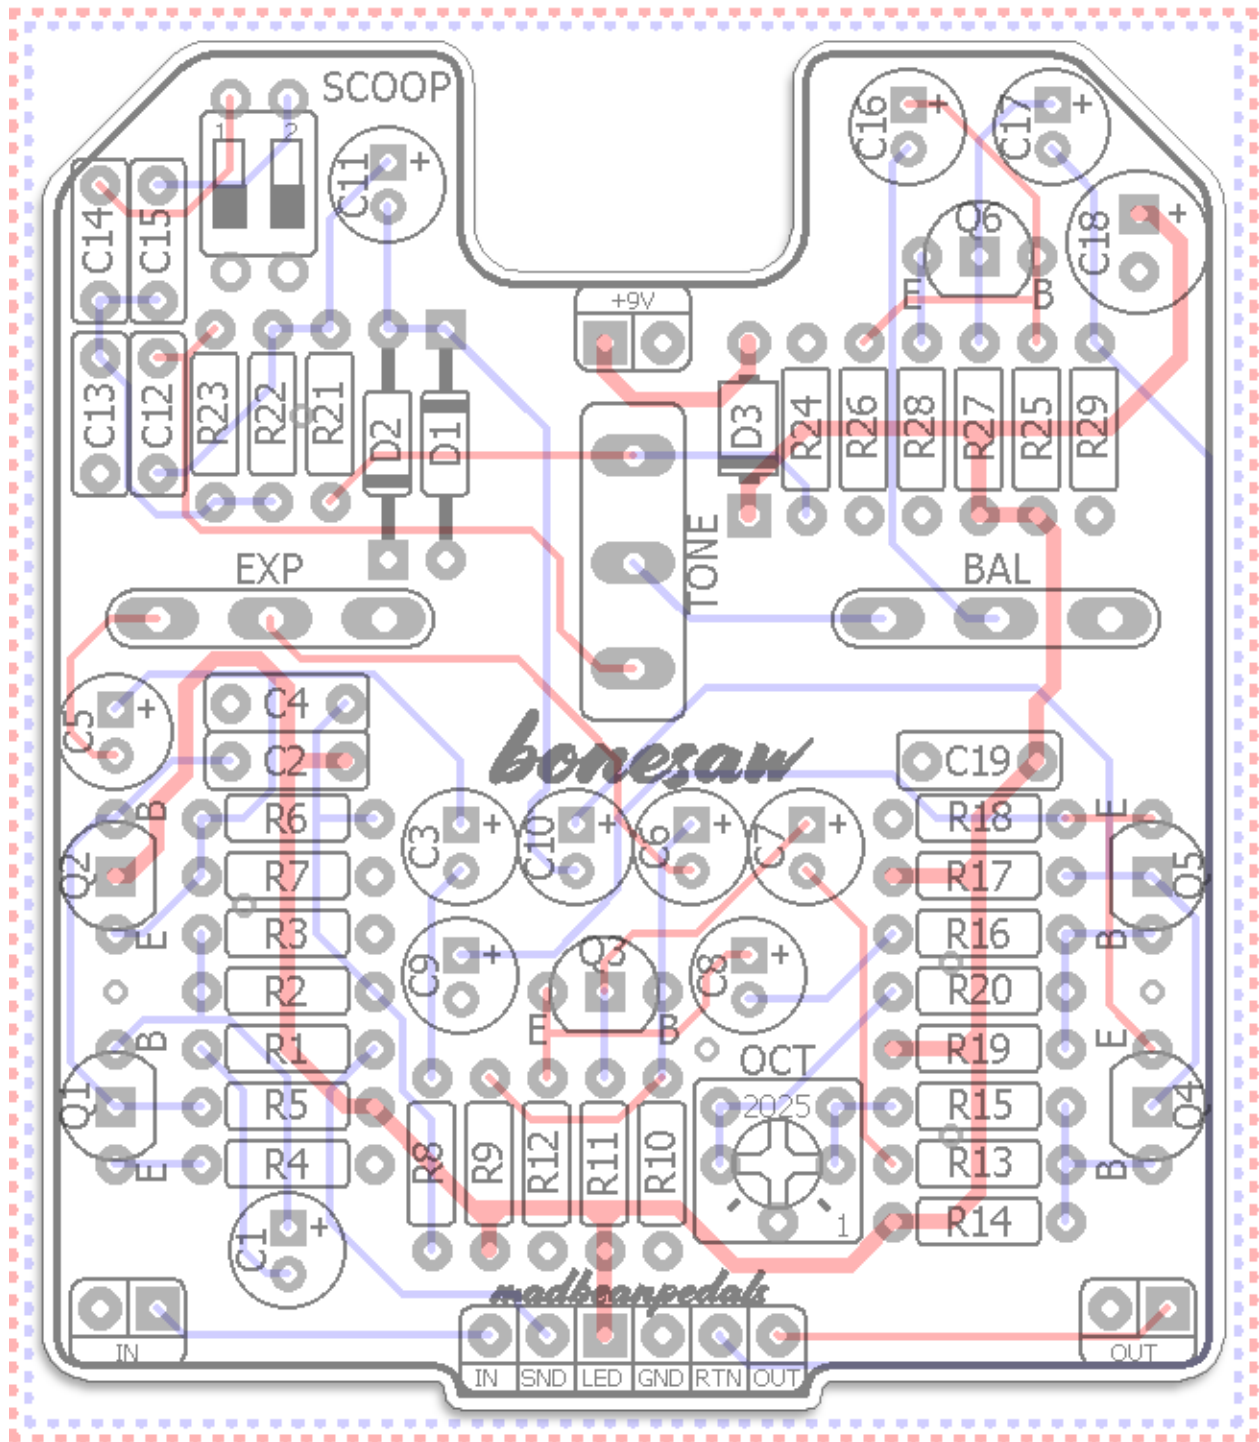 SCOOP
1 2
C11 +
C14 C15
C16 +
C17 +
C18 +
Q6
E B
+9V
C13 C12 R23 R22 R21 D2 D1
D3 R24 R26 R28 R27 R25 R29
TONE
EXP
BAL
C5 +
C4
C2
bonesaw
C19
B
R6
C3 +
C10 +
C6 +
C7 +
R18
E
Q2
R7
R17
Q5
E
R3
C9 +
Q3
C8 +
R16
B
R2
R20
E B
B
R1
OCT
R19
E
Q1
R5
2025
R15
Q4
E
R4
R8 R9 R12 R11 R10
R13
B
C1 +
1
R14
madbeanpedals
IN
OUT
IN SND LED GND RTN OUT